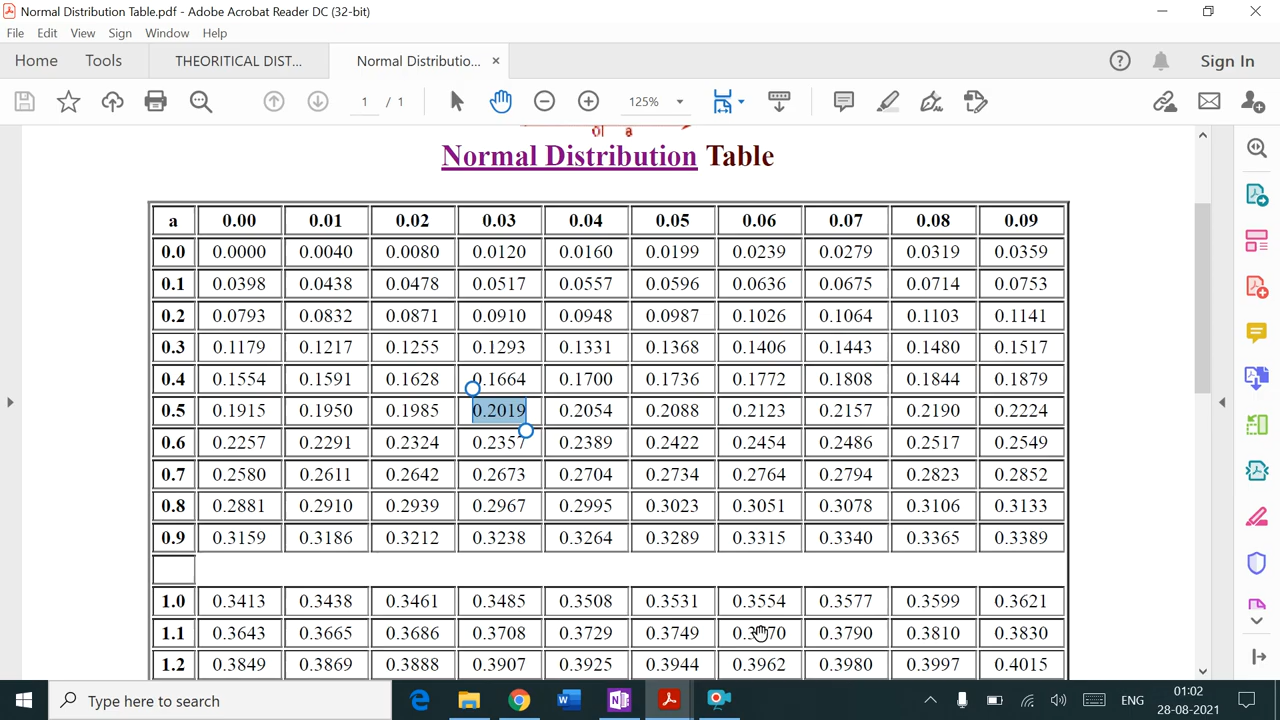 Normal Distribution Table.pdf - Adobe Acrobat Reader DC (32-bit)
File Edit View Sign Window Help
Home Tools THEORITICAL DIST... Normal Distributio... × Sign In
1 / 1 125%
a
Normal Distribution Table
a 0.00 0.01 0.02 0.03 0.04 0.05 0.06 0.07 0.08 0.09
0.0 0.0000 0.0040 0.0080 0.0120 0.0160 0.0199 0.0239 0.0279 0.0319 0.0359
0.1 0.0398 0.0438 0.0478 0.0517 0.0557 0.0596 0.0636 0.0675 0.0714 0.0753
0.2 0.0793 0.0832 0.0871 0.0910 0.0948 0.0987 0.1026 0.1064 0.1103 0.1141
0.3 0.1179 0.1217 0.1255 0.1293 0.1331 0.1368 0.1406 0.1443 0.1480 0.1517
0.4 0.1554 0.1591 0.1628 0.1664 0.1700 0.1736 0.1772 0.1808 0.1844 0.1879
0.5 0.1915 0.1950 0.1985 0.2019 0.2054 0.2088 0.2123 0.2157 0.2190 0.2224
0.6 0.2257 0.2291 0.2324 0.2357 0.2389 0.2422 0.2454 0.2486 0.2517 0.2549
0.7 0.2580 0.2611 0.2642 0.2673 0.2704 0.2734 0.2764 0.2794 0.2823 0.2852
0.8 0.2881 0.2910 0.2939 0.2967 0.2995 0.3023 0.3051 0.3078 0.3106 0.3133
0.9 0.3159 0.3186 0.3212 0.3238 0.3264 0.3289 0.3315 0.3340 0.3365 0.3389
1.0 0.3413 0.3438 0.3461 0.3485 0.3508 0.3531 0.3554 0.3577 0.3599 0.3621
1.1 0.3643 0.3665 0.3686 0.3708 0.3729 0.3749 0.3770 0.3790 0.3810 0.3830
1.2 0.3849 0.3869 0.3888 0.3907 0.3925 0.3944 0.3962 0.3980 0.3997 0.4015
Type here to search ENG 01:02
28-08-2021